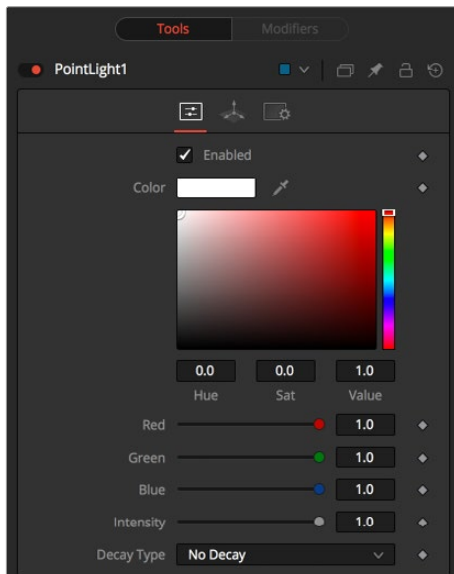 Tools Modifiers
PointLight1
Enabled
Color
0.0 0.0 1.0
Hue Sat Value
Red 1.0
Green 1.0
Blue 1.0
Intensity 1.0
Decay Type No Decay